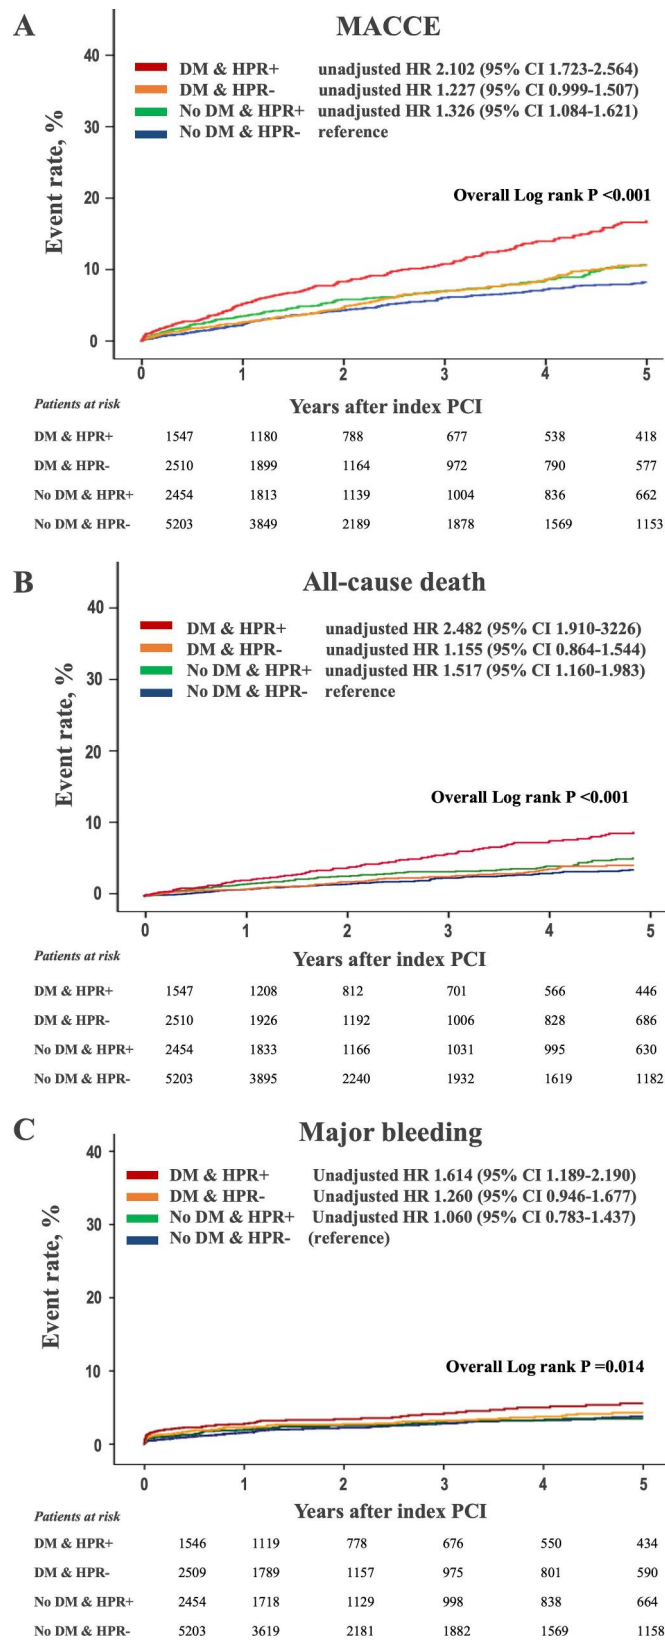 A
MACCE
40
30
20
10
0
Event rate, %
DM & HPR+ unadjusted HR 2.102 (95% CI 1.723-2.564)
DM & HPR- unadjusted HR 1.227 (95% CI 0.999-1.507)
No DM & HPR+ unadjusted HR 1.326 (95% CI 1.084-1.621)
No DM & HPR- reference
Overall Log rank P <0.001
0 1 2 3 4 5
Patients at risk
Years after index PCI
DM & HPR+ 1547 1180 788 677 538 418
DM & HPR- 2510 1899 1164 972 790 577
No DM & HPR+ 2454 1813 1139 1004 836 662
No DM & HPR- 5203 3849 2189 1878 1569 1153
B
All-cause death
40
30
20
10
0
Event rate, %
DM & HPR+ unadjusted HR 2.482 (95% CI 1.910-3226)
DM & HPR- unadjusted HR 1.155 (95% CI 0.864-1.544)
No DM & HPR+ unadjusted HR 1.517 (95% CI 1.160-1.983)
No DM & HPR- reference
Overall Log rank P <0.001
0 1 2 3 4 5
Patients at risk
Years after index PCI
DM & HPR+ 1547 1208 812 701 566 446
DM & HPR- 2510 1926 1192 1006 828 686
No DM & HPR+ 2454 1833 1166 1031 995 630
No DM & HPR- 5203 3895 2240 1932 1619 1182
C
Major bleeding
40
30
20
10
0
Event rate, %
DM & HPR+ Unadjusted HR 1.614 (95% CI 1.189-2.190)
DM & HPR- Unadjusted HR 1.260 (95% CI 0.946-1.677)
No DM & HPR+ Unadjusted HR 1.060 (95% CI 0.783-1.437)
No DM & HPR- (reference)
Overall Log rank P =0.014
0 1 2 3 4 5
Patients at risk
Years after index PCI
DM & HPR+ 1546 1119 778 676 550 434
DM & HPR- 2509 1789 1157 975 801 590
No DM & HPR+ 2454 1718 1129 998 838 664
No DM & HPR- 5203 3619 2181 1882 1569 1158